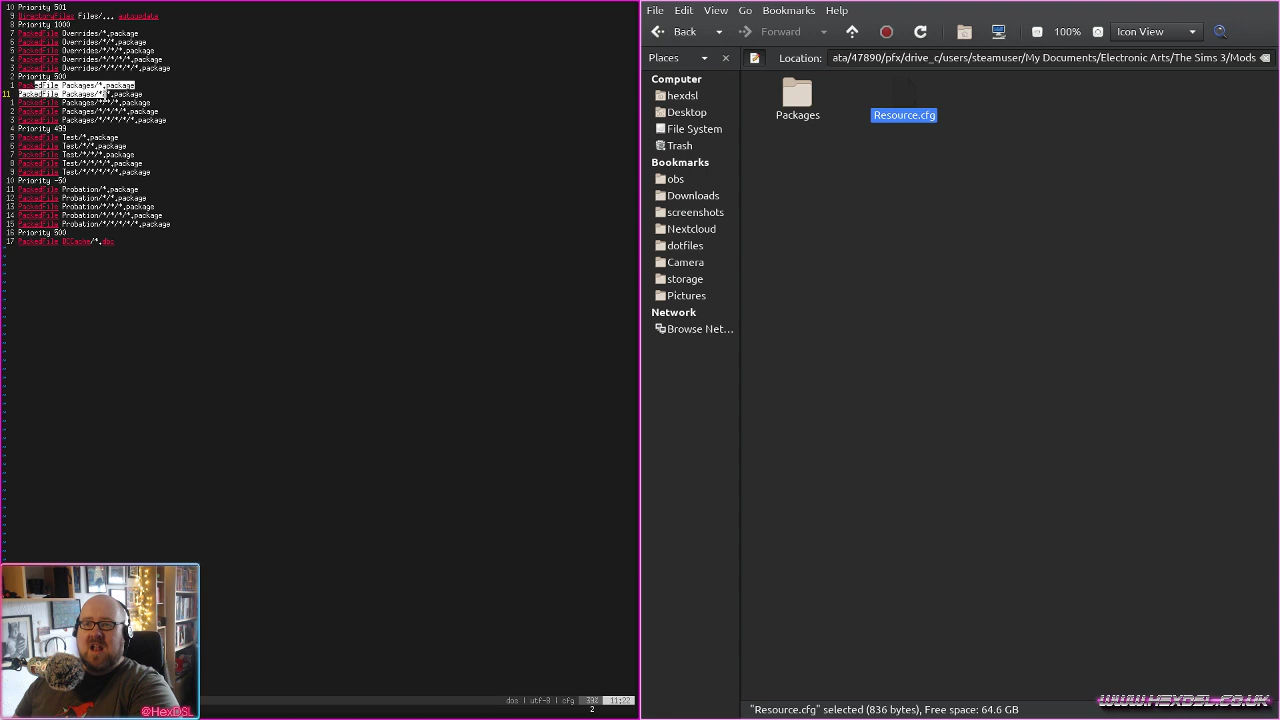 10 Priority 501
9 DirectoryFiles Files/... autoupdate
8 Priority 1000
7 PackedFile Overrides/*.package
6 PackedFile Overrides/*/*.package
5 PackedFile Overrides/*/*/*.package
4 PackedFile Overrides/*/*/*/*.package
3 PackedFile Overrides/*/*/*/*/*.package
2 Priority 500
1 PackedFile Packages/*.package
11 PackedFile Packages/*/*.package
1 PackedFile Packages/*/*/*.package
2 PackedFile Packages/*/*/*/*.package
3 PackedFile Packages/*/*/*/*/*.package
4 Priority 499
5 PackedFile Test/*.package
6 PackedFile Test/*/*.package
7 PackedFile Test/*/*/*.package
8 PackedFile Test/*/*/*/*.package
9 PackedFile Test/*/*/*/*/*.package
10 Priority -50
11 PackedFile Probation/*.package
12 PackedFile Probation/*/*.package
13 PackedFile Probation/*/*/*.package
14 PackedFile Probation/*/*/*/*.package
15 PackedFile Probation/*/*/*/*/*.package
16 Priority 500
17 PackedFile DCCache/*.dbc
dos | utf-8 | cfg 39% 11:22
2
@HexDSL
File Edit View Go Bookmarks Help
Back Forward 100% Icon View
Places Location: ata/47890/pfx/drive_c/users/steamuser/My Documents/Electronic Arts/The Sims 3/Mods
Computer
hexdsl
Desktop
File System
Trash
Bookmarks
obs
Downloads
screenshots
Nextcloud
dotfiles
Camera
storage
Pictures
Network
Browse Net...
Packages Resource.cfg
WWW.HEXDSL.CO.UK
"Resource.cfg" selected (836 bytes), Free space: 64.6 GB